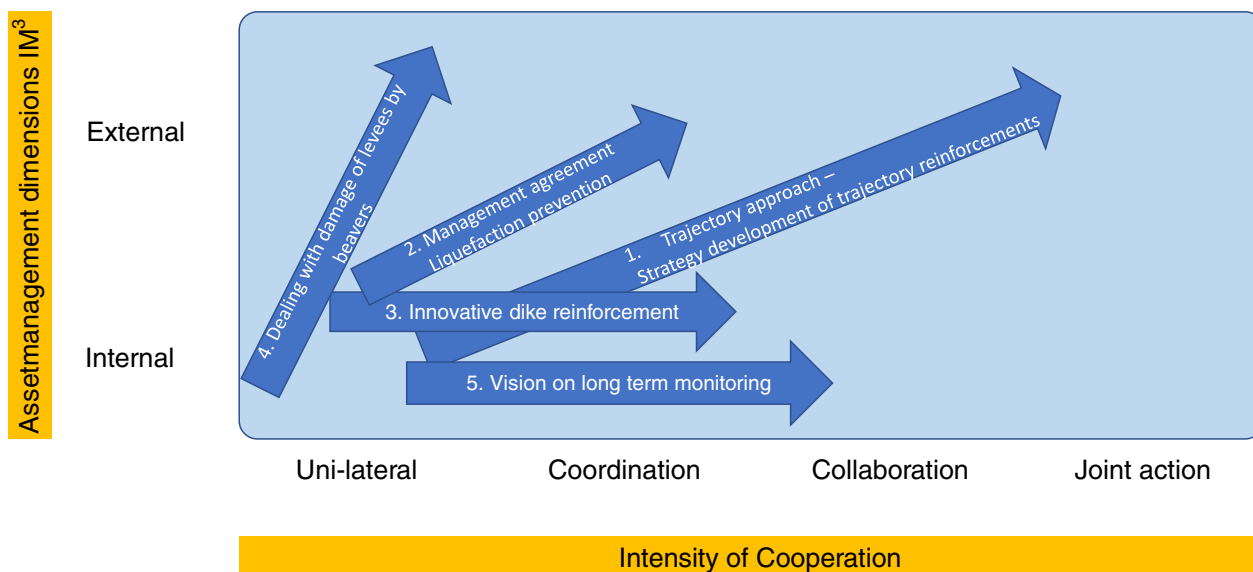 Assetmanagement dimensions IM³
External
Internal
4. Dealing with damage of levees by
beavers
2. Management agreement
Liquefaction prevention
1. Trajectory approach –
Strategy development of trajectory reinforcements
3. Innovative dike reinforcement
5. Vision on long term monitoring
Uni-lateral
Coordination
Collaboration
Joint action
Intensity of Cooperation